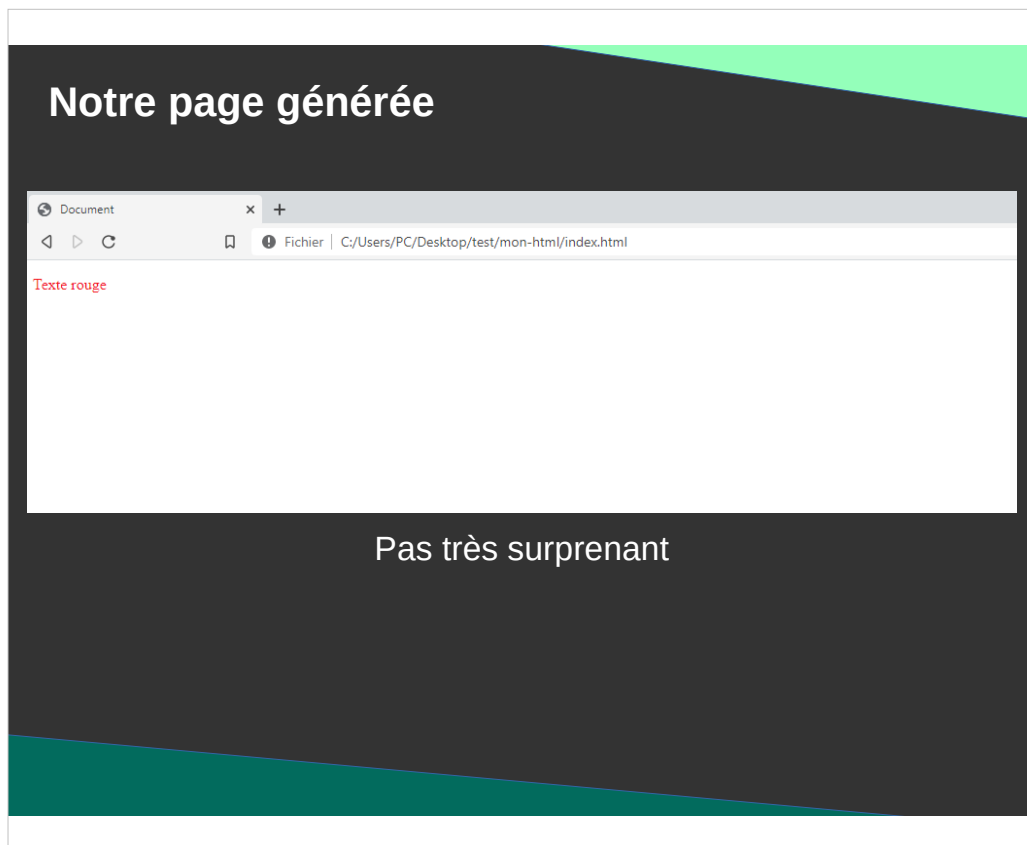 Notre page générée
Document
Fichier C:/Users/PC/Desktop/test/mon-html/index.html
Texte rouge
Pas très surprenant